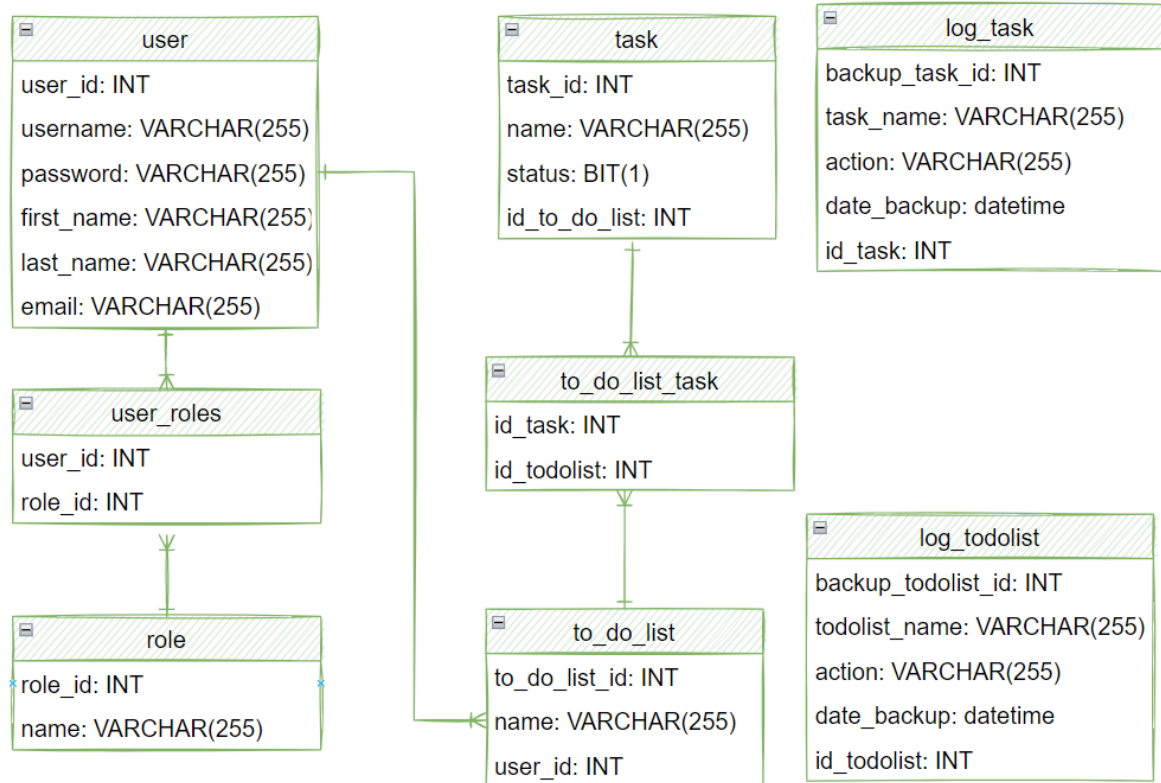 user
user_id: INT
username: VARCHAR(255)
password: VARCHAR(255)
first_name: VARCHAR(255)
last_name: VARCHAR(255)
email: VARCHAR(255)
user_roles
user_id: INT
role_id: INT
role
role_id: INT
name: VARCHAR(255)
task
task_id: INT
name: VARCHAR(255)
status: BIT(1)
id_to_do_list: INT
to_do_list_task
id_task: INT
id_todolist: INT
to_do_list
to_do_list_id: INT
name: VARCHAR(255)
user_id: INT
log_task
backup_task_id: INT
task_name: VARCHAR(255)
action: VARCHAR(255)
date_backup: datetime
id_task: INT
log_todolist
backup_todolist_id: INT
todolist_name: VARCHAR(255)
action: VARCHAR(255)
date_backup: datetime
id_todolist: INT